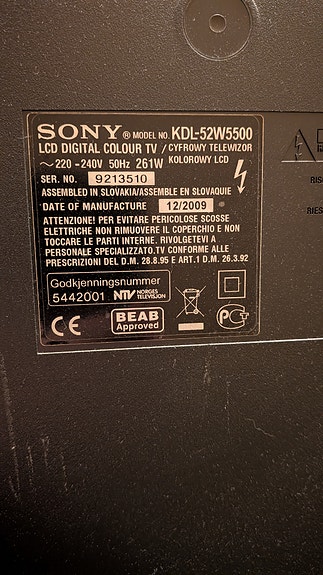 SONY ® MODEL NO. KDL-52W5500
LCD DIGITAL COLOUR TV / CYFROWY TELEWIZOR
KOLOROWY LCD
~ 220 -240V 50Hz 261W
SER. NO. 9213510
ASSEMBLED IN SLOVAKIA/ASSEMBLE EN SLOVAQUIE
DATE OF MANUFACTURE 12/2009
ATTENZIONE! PER EVITARE PERICOLOSE SCOSSE
ELETTRICHE NON RIMUOVERE IL COPERCHIO E NON
TOCCARE LE PARTI INTERNE. RIVOLGETEVI A
PERSONALE SPECIALIZZATO.TV CONFORME ALLE
PRESCRIZIONI DEL D.M. 28.8.95 E ART.1 D.M. 26.3.92
Godkjenningsnummer
5442001 NTV NORGES
TELEVISJON
CE BEAB
Approved
PG
RIS
RIES